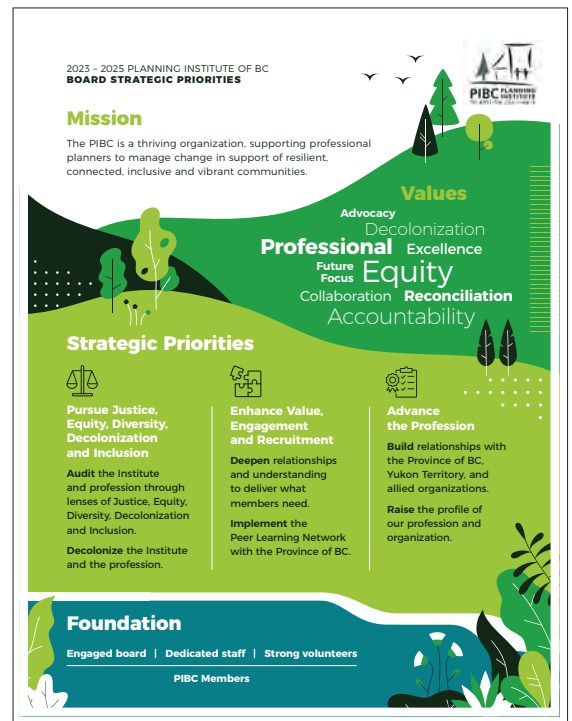 2023 – 2025 PLANNING INSTITUTE OF BC
BOARD STRATEGIC PRIORITIES
PIBC PLANNING
INSTITUTE
Mission
The PIBC is a thriving organization, supporting professional
planners to manage change in support of resilient,
connected, inclusive and vibrant communities.
Values
Advocacy
Decolonization
Professional Excellence
Future
Focus
Equity
Collaboration Reconciliation
Accountability
Strategic Priorities
Pursue Justice,
Equity, Diversity,
Decolonization
and Inclusion
Audit the Institute
and profession through
lenses of Justice, Equity,
Diversity, Decolonization
and Inclusion.
Decolonize the Institute
and the profession.
Enhance Value,
Engagement
and Recruitment
Deepen relationships
and understanding
to deliver what
members need.
Implement the
Peer Learning Network
with the Province of BC.
Advance
the Profession
Build relationships with
the Province of BC,
Yukon Territory, and
allied organizations.
Raise the profile of
our profession and
organization.
Foundation
Engaged board | Dedicated staff | Strong volunteers
PIBC Members